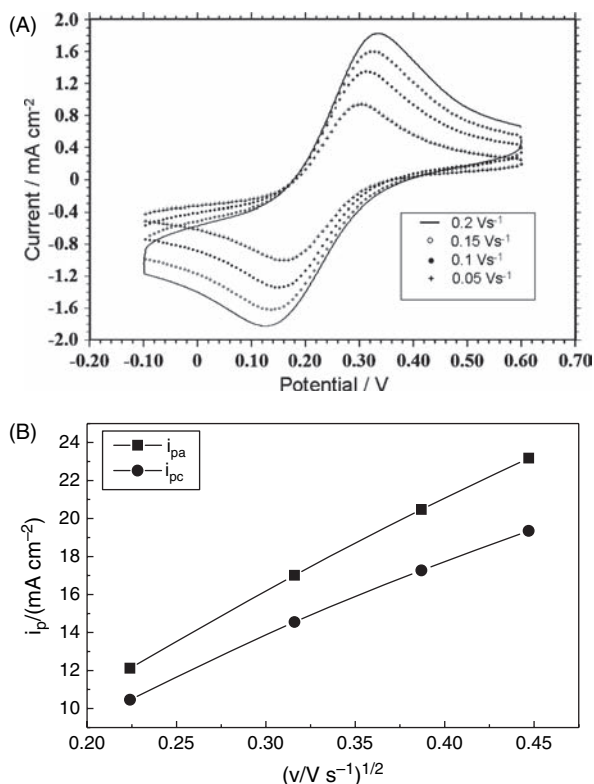 (A)
2.0
1.6
1.2
0.8
0.4
0
-0.4
-0.8
-1.2
-1.6
-2.0
Current / mA cm⁻²
0.2 Vs⁻¹
0.15 Vs⁻¹
0.1 Vs⁻¹
0.05 Vs⁻¹
-0.20 -0.10 0 0.10 0.20 0.30 0.40 0.50 0.60 0.70
Potential / V
(B)
24
22
20
18
16
14
12
10
iₚ/(mA cm⁻²)
iₚₐ
i_pc
0.20 0.25 0.30 0.35 0.40 0.45
(v/V s⁻¹)¹/²